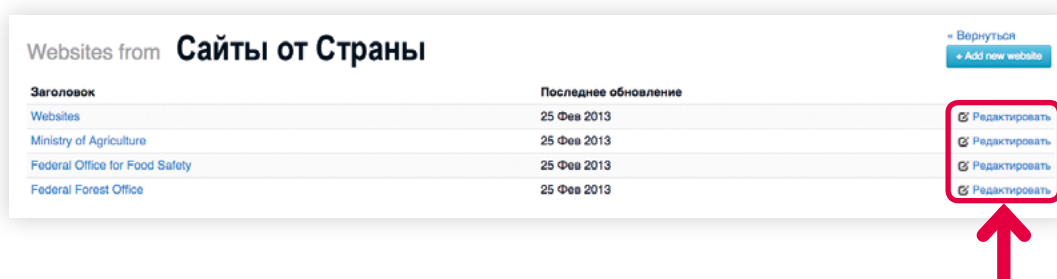 Websites from Сайты от Страны
« Вернуться
+ Add new website
Заголовок Последнее обновление
Websites 25 Фев 2013 Редактировать
Ministry of Agriculture 25 Фев 2013 Редактировать
Federal Office for Food Safety 25 Фев 2013 Редактировать
Federal Forest Office 25 Фев 2013 Редактировать